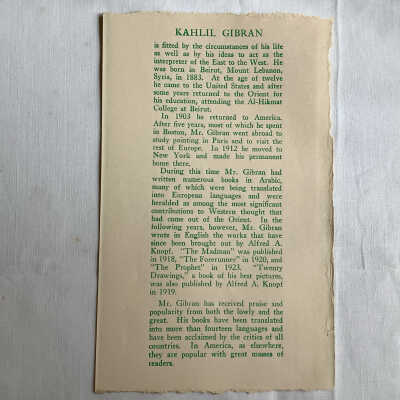 KAHLIL GIBRAN
is fitted by the circumstances of his life
as well as by his ideas to act as the
interpreter of the East to the West. He
was born in Beirut, Mount Lebanon,
Syria, in 1883. At the age of twelve
he came to the United States and after
some years returned to the Orient for
his education, attending the Al-Hikmat
College at Beirut.
In 1903 he returned to America.
After five years, most of which he spent
in Boston, Mr. Gibran went abroad to
study painting in Paris and to visit the
rest of Europe. In 1912 he moved to
New York and made his permanent
home there.
During this time Mr. Gibran had
written numerous books in Arabic,
many of which were being translated
into European languages and were
heralded as among the most significant
contributions to Western thought that
had come out of the Orient. In the
following years, however, Mr. Gibran
wrote in English the works that have
since been brought out by Alfred A.
Knopf. "The Madman" was published
in 1918, "The Forerunner" in 1920, and
"The Prophet" in 1923. "Twenty
Drawings," a book of his best pictures,
was also published by Alfred A. Knopf
in 1919.
Mr. Gibran has received praise and
popularity from both the lowly and the
great. His books have been translated
into more than fourteen languages and
have been acclaimed by the critics of all
countries. In America, as elsewhere,
they are popular with great masses of
readers.